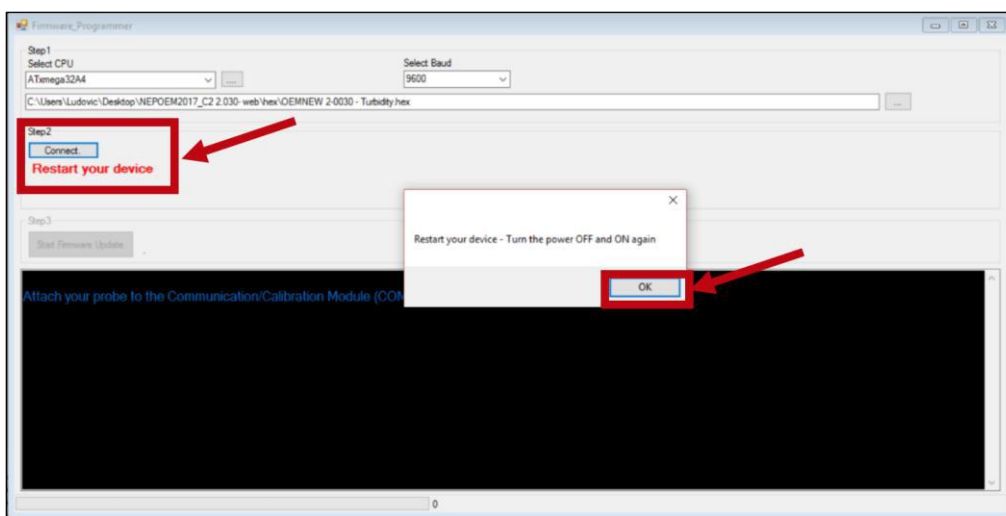 Firmware_Programmer
Step1
Select CPU
Select Baud
ATxmega32A4
...
9600
C:\Users\Ludovic\Desktop\NEPOEM2017_C2 2.030- web\hex\OEMNEW 2-0030 - Turbidity.hex
...
Step2
Connect.
Restart your device
Restart your device - Turn the power OFF and ON again
OK
Step3
Start Firmware Update
.
Attach your probe to the Communication/Calibration Module (COM
0